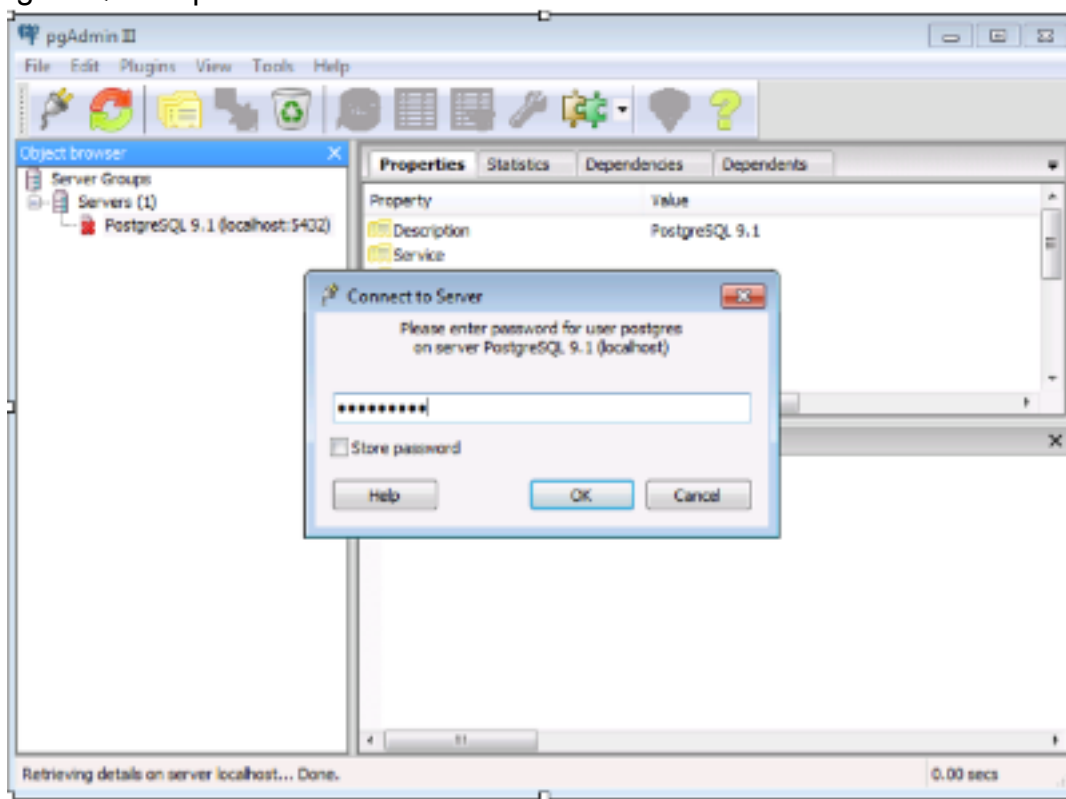 pgAdmin III
File Edit Plugins View Tools Help
Object browser
Server Groups
Servers (1)
PostgreSQL 9.1 (localhost:5432)
Properties Statistics Dependencies Dependents
Property Value
Description PostgreSQL 9.1
Service
Connect to Server
Please enter password for user postgres
on server PostgreSQL 9.1 (localhost)
Store password
Help OK Cancel
Retrieving details on server localhost... Done. 0.00 secs